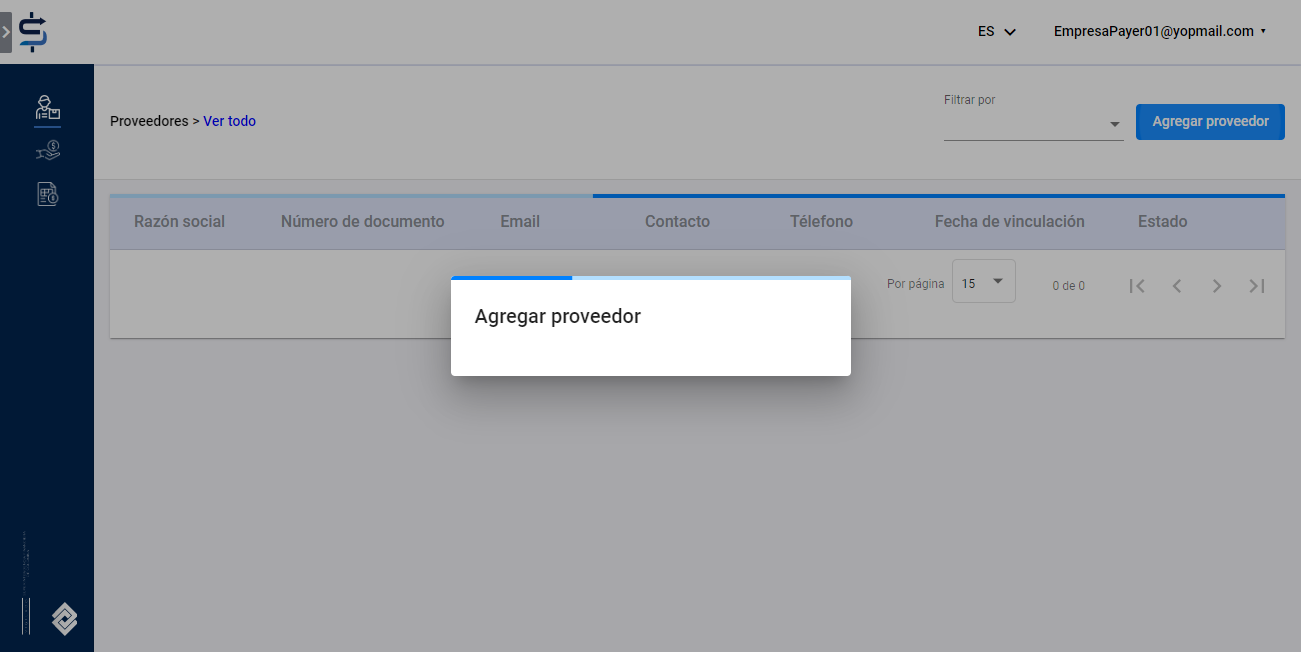 ES
EmpresaPayer01@yopmail.com
Proveedores > Ver todo
Filtrar por
Agregar proveedor
Razón social Número de documento Email Contacto Télefono Fecha de vinculación Estado
Por página 15 0 de 0
Agregar proveedor